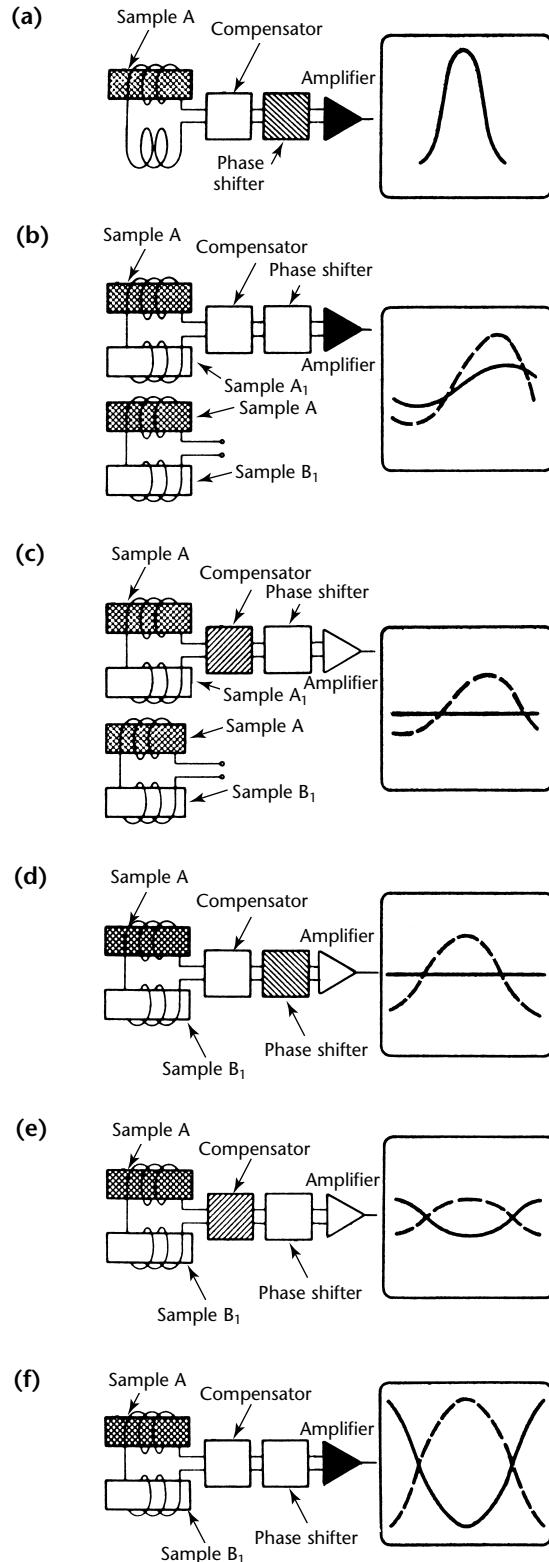 (a)
Sample A
Compensator
Amplifier
Phase
shifter
(b)
Sample A
Compensator
Phase shifter
Amplifier
Sample A₁
Sample A
Sample B₁
(c)
Sample A
Compensator
Phase shifter
Amplifier
Sample A₁
Sample A
Sample B₁
(d)
Sample A
Compensator
Amplifier
Phase shifter
Sample B₁
(e)
Sample A
Compensator
Amplifier
Phase shifter
Sample B₁
(f)
Sample A
Compensator
Amplifier
Phase shifter
Sample B₁